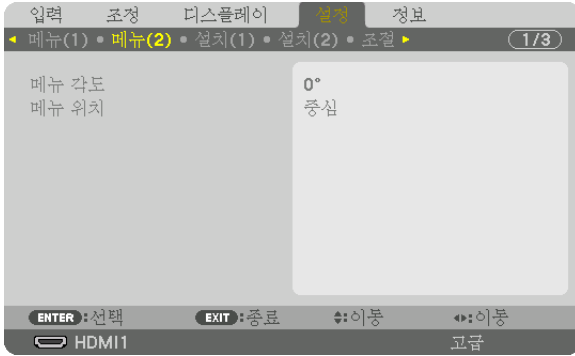 입력 조정 디스플레이 설정 정보
◂ 메뉴(1) • 메뉴(2) • 설치(1) • 설치(2) • 조절 ▸ 1/3
메뉴 각도 0°
메뉴 위치 중심
ENTER :선택 EXIT :종료 :이동 :이동
HDMI1 고급